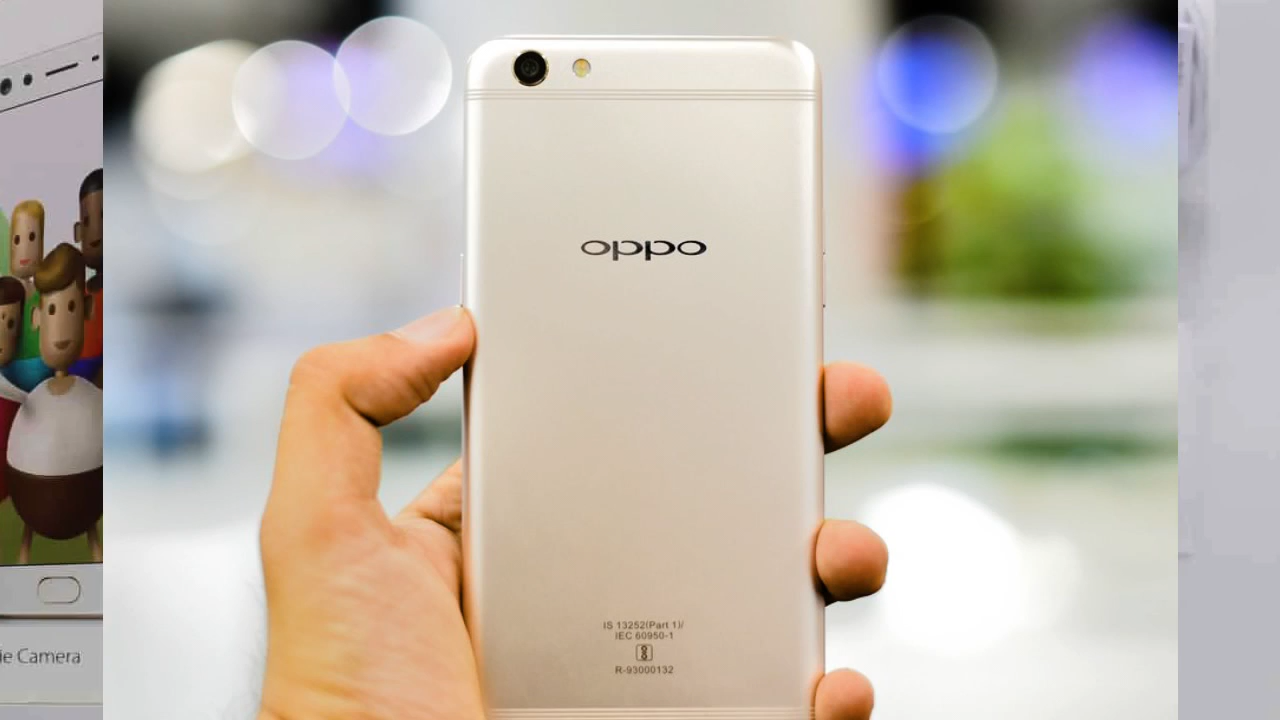 oppo
IS 13252(Part 1)/
IEC 60950-1
R-93000132
ie Camera